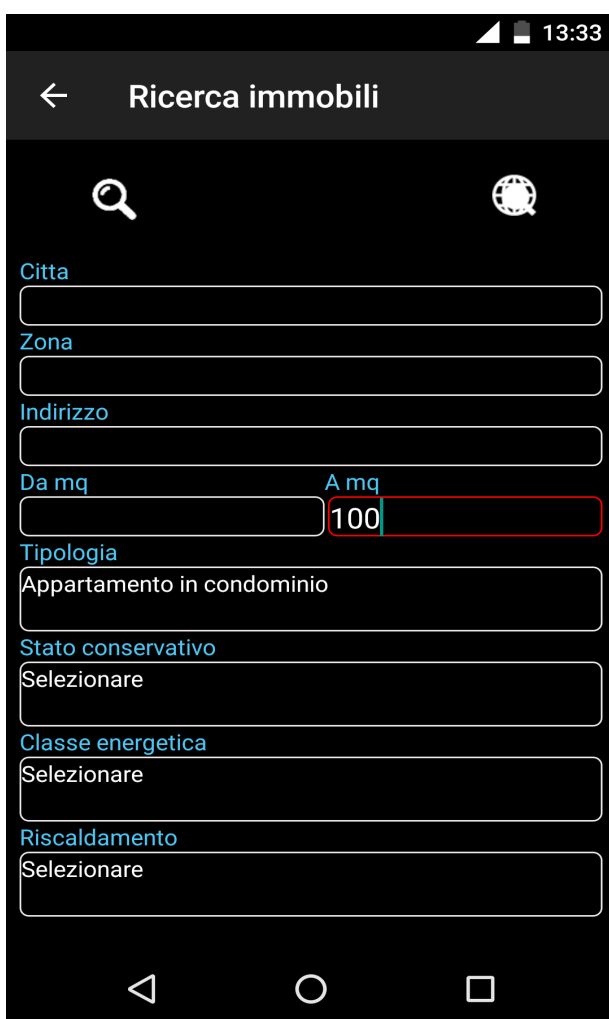 13:33
Ricerca immobili
Citta
Zona
Indirizzo
Da mq A mq
100
Tipologia
Appartamento in condominio
Stato conservativo
Selezionare
Classe energetica
Selezionare
Riscaldamento
Selezionare